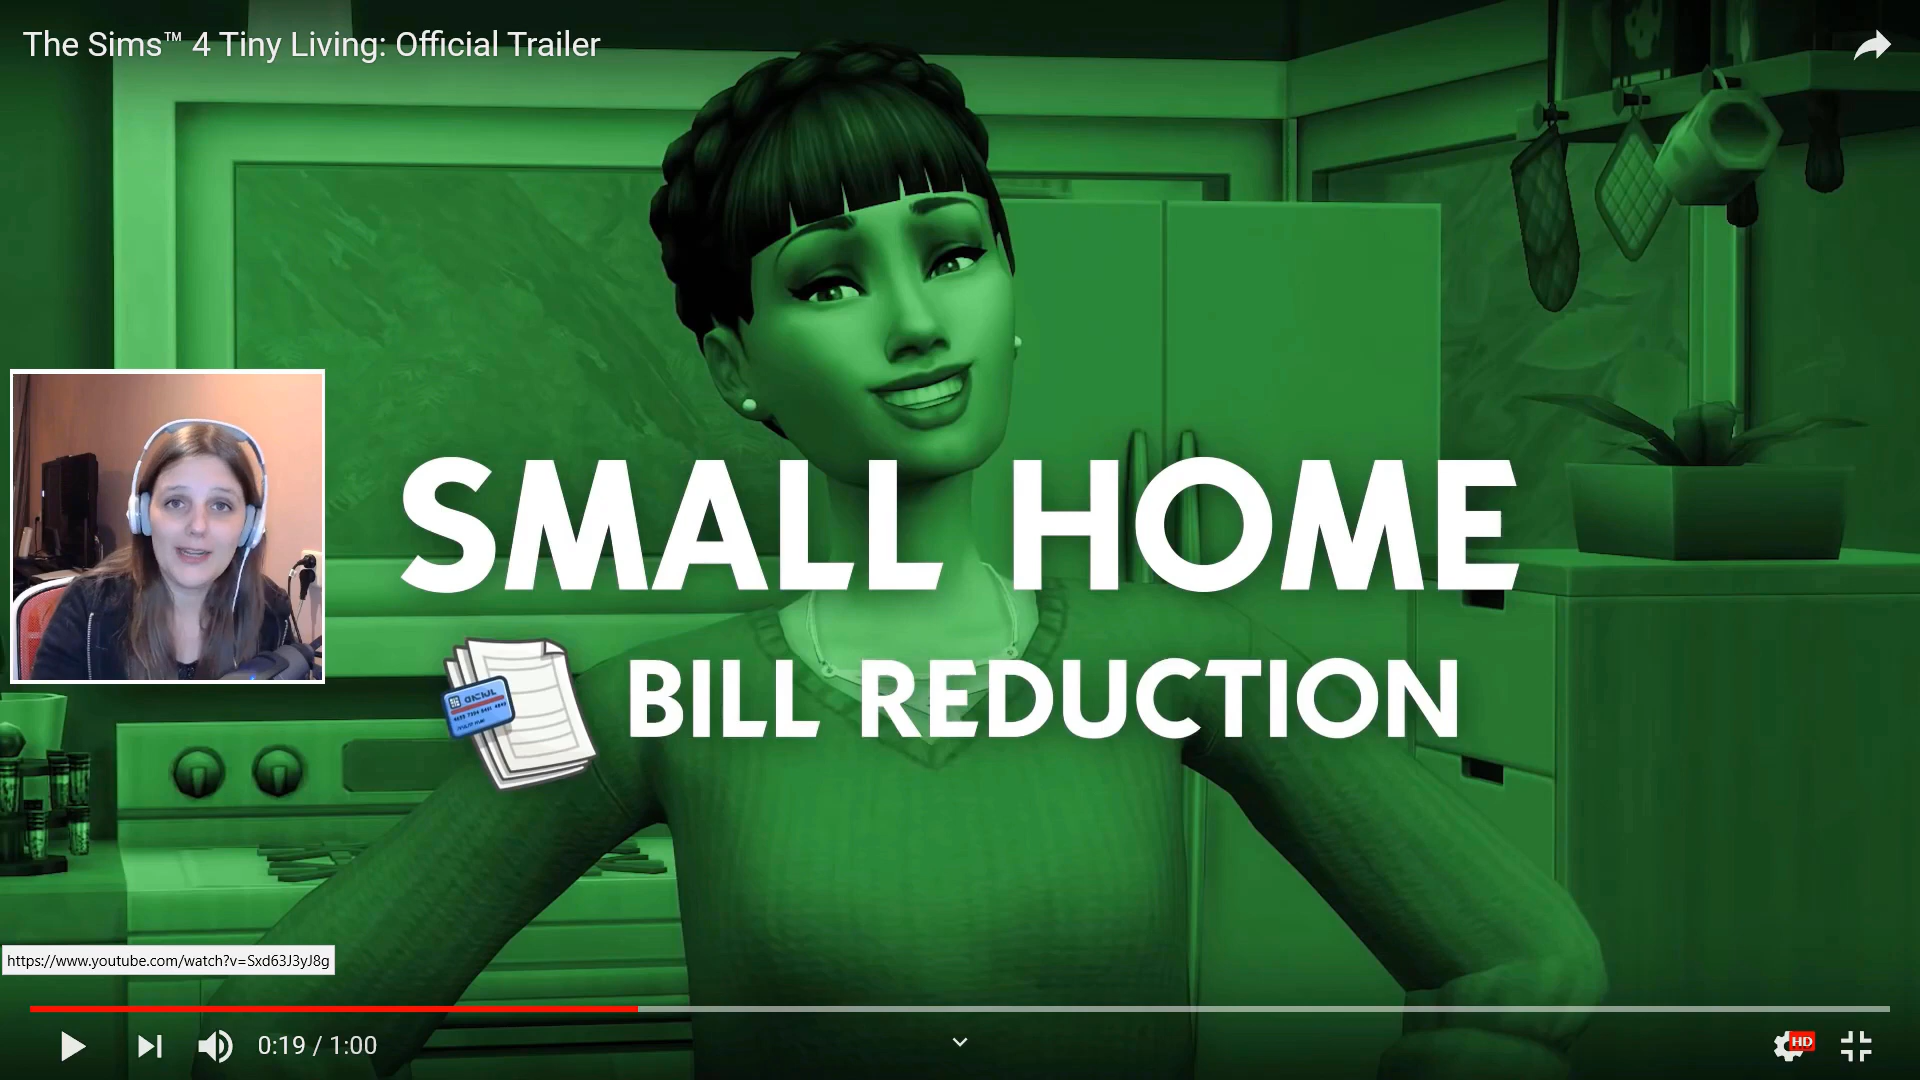 The Sims™ 4 Tiny Living: Official Trailer
SMALL HOME
BILL REDUCTION
https://www.youtube.com/watch?v=Sxd63J3yJ8g
0:19 / 1:00
HD